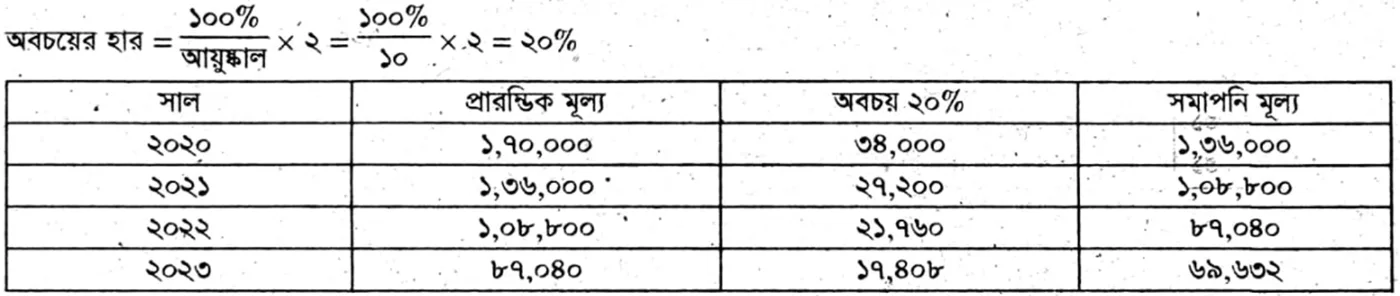 অবচয়ের হার = ১০০%/আয়ুষ্কাল × ২ = ১০০%/১০ × ২ = ২০%
সাল প্রারম্ভিক মূল্য অবচয় ২০% সমাপনি মূল্য
২০২০ ১,৭০,০০০ ৩৪,০০০ ১,৩৬,০০০
২০২১ ১,৩৬,০০০ ২৭,২০০ ১,০৮,৮০০
২০২২ ১,০৮,৮০০ ২১,৭৬০ ৮৭,০৪০
২০২৩ ৮৭,০৪০ ১৭,৪০৮ ৬৯,৬৩২